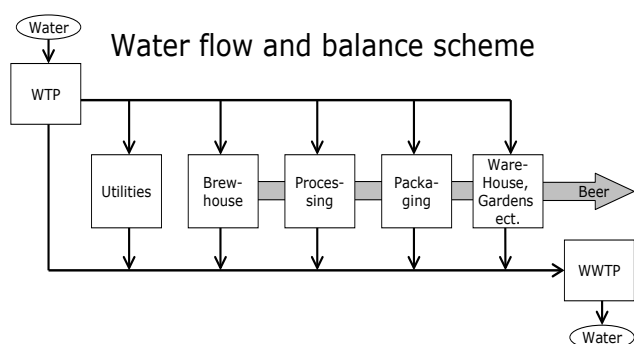 Water
Water flow and balance scheme
WTP
Utilities
Brew-
house
Proces-
sing
Packa-
ging
Ware-
House,
Gardens
ect.
Beer
WWTP
Water